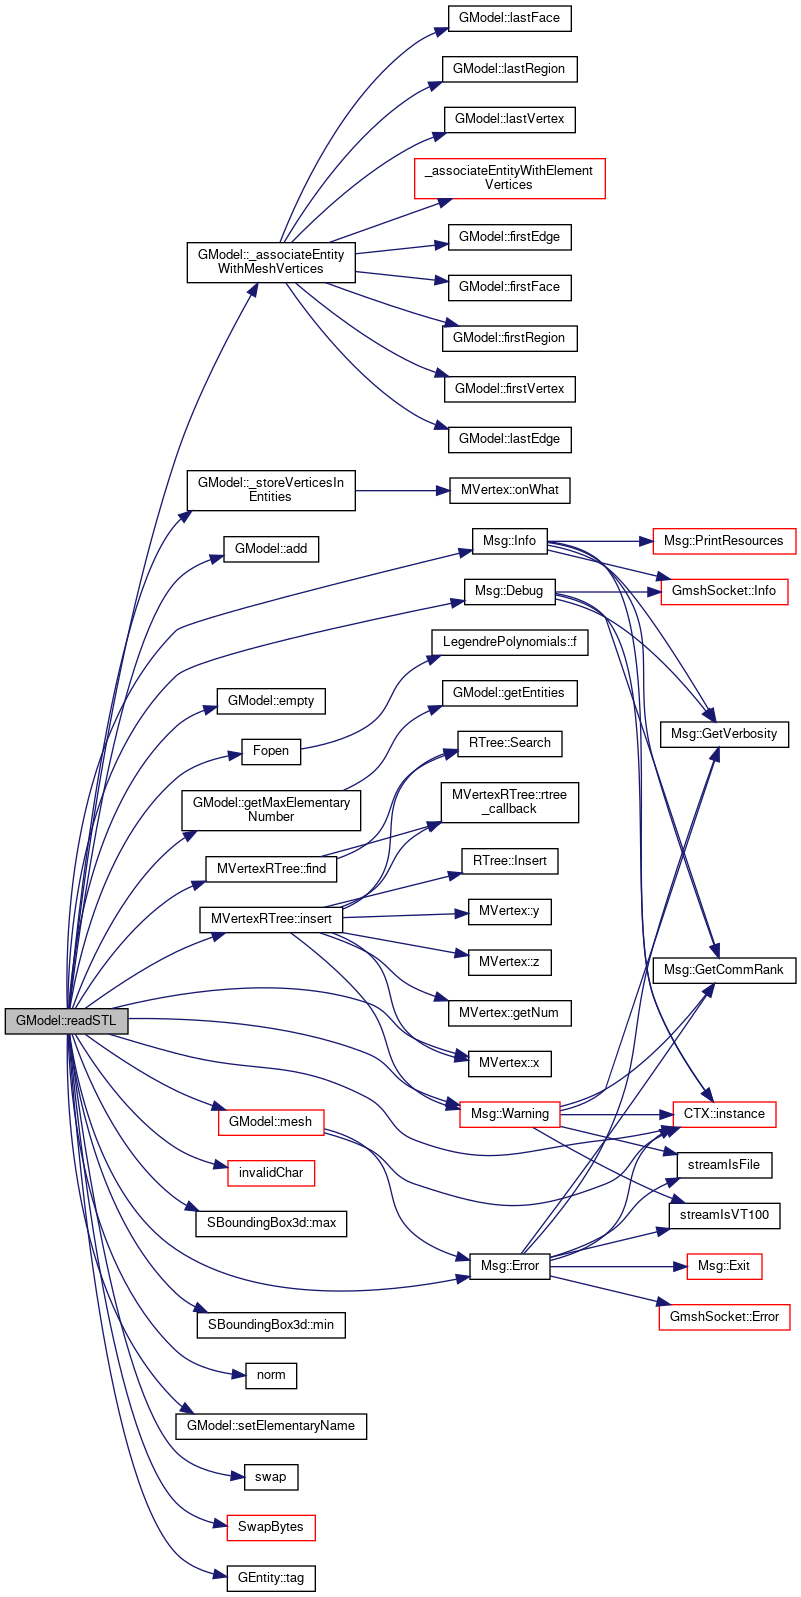 GModel::lastFace
GModel::lastRegion
GModel::lastVertex
_associateEntityWithElement
Vertices
GModel::firstEdge
GModel::_associateEntity
WithMeshVertices
GModel::firstFace
GModel::firstRegion
GModel::firstVertex
GModel::lastEdge
GModel::_storeVerticesIn
Entities
MVertex::onWhat
GModel::add
Msg::Info
Msg::PrintResources
Msg::Debug
GmshSocket::Info
LegendrePolynomials::f
GModel::empty
GModel::getEntities
Msg::GetVerbosity
Fopen
RTree::Search
GModel::getMaxElementary
Number
MVertexRTree::rtree
_callback
MVertexRTree::find
RTree::Insert
MVertexRTree::insert
MVertex::y
MVertex::z
Msg::GetCommRank
MVertex::getNum
GModel::readSTL
MVertex::x
GModel::mesh
Msg::Warning
CTX::instance
invalidChar
streamIsFile
SBoundingBox3d::max
streamIsVT100
Msg::Error
Msg::Exit
SBoundingBox3d::min
GmshSocket::Error
norm
GModel::setElementaryName
swap
SwapBytes
GEntity::tag